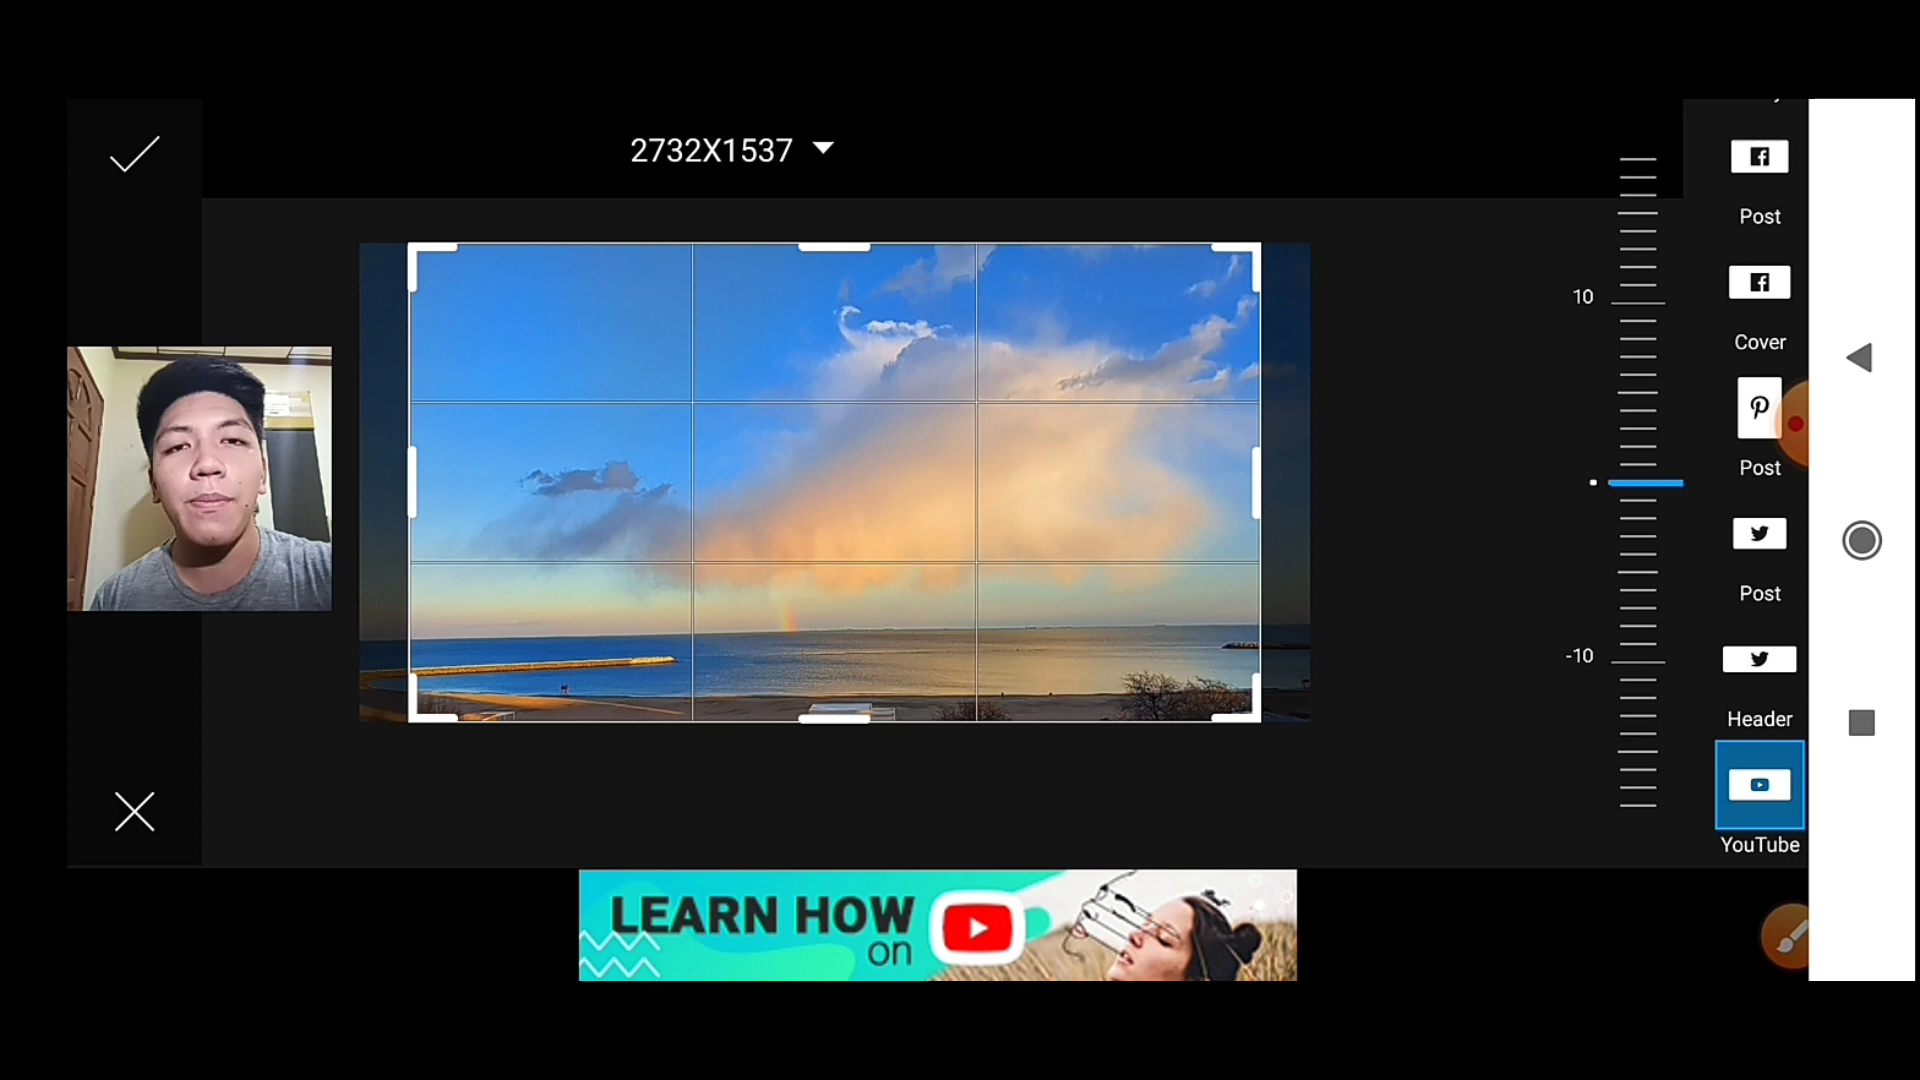 2732X1537
10
-10
Post
Cover
Post
Post
Header
YouTube
LEARN HOW
on